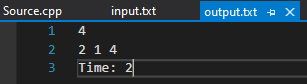 Source.cpp input.txt output.txt
1 4
2 2 1 4
3 Time: 2